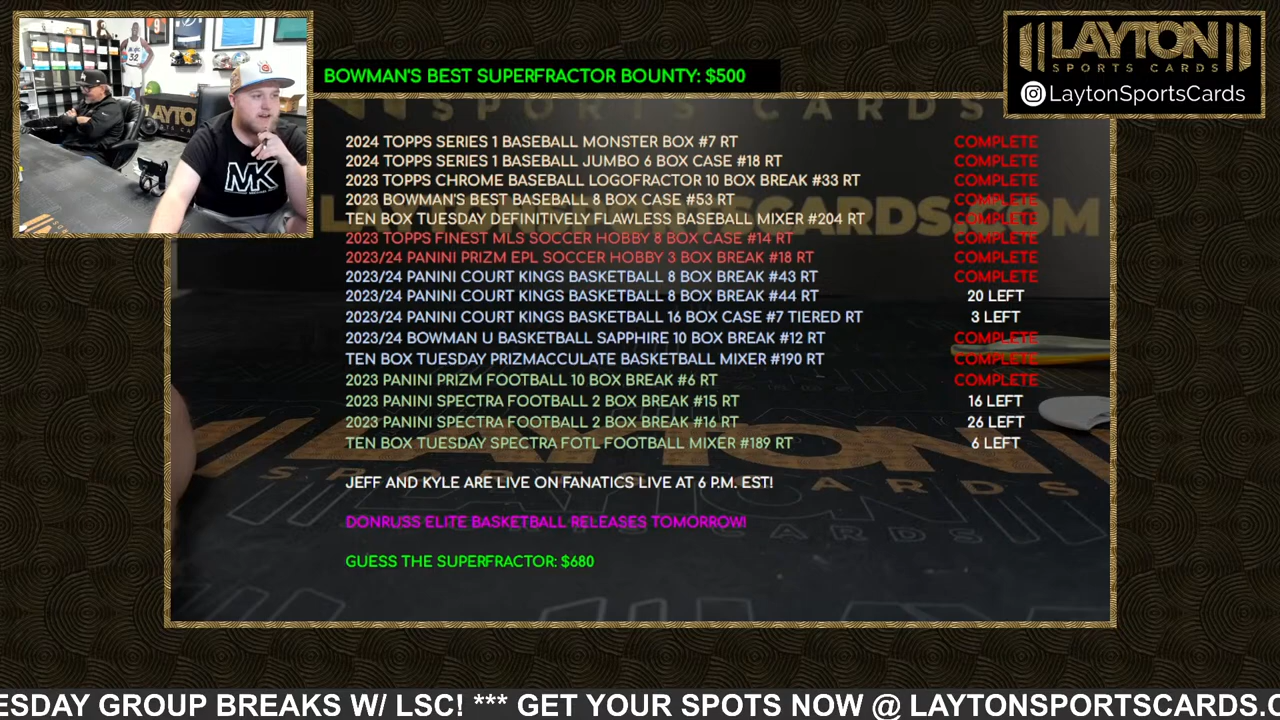 BOWMAN'S BEST SUPERFRACTOR BOUNTY: $500
LAYTON
SPORTS CARDS
LaytonSportsCards
32
MK
SPORTS CARDS
2024 TOPPS SERIES 1 BASEBALL MONSTER BOX #7 RT COMPLETE
2024 TOPPS SERIES 1 BASEBALL JUMBO 6 BOX CASE #18 RT COMPLETE
2023 TOPPS CHROME BASEBALL LOGOFRACTOR 10 BOX BREAK #33 RT COMPLETE
2023 BOWMAN'S BEST BASEBALL 8 BOX CASE #53 RT COMPLETE
TEN BOX TUESDAY DEFINITIVELY FLAWLESS BASEBALL MIXER #204 RT COMPLETE
2023 TOPPS FINEST MLS SOCCER HOBBY 8 BOX CASE #14 RT COMPLETE
2023/24 PANINI PRIZM EPL SOCCER HOBBY 3 BOX BREAK #18 RT COMPLETE
2023/24 PANINI COURT KINGS BASKETBALL 8 BOX BREAK #43 RT COMPLETE
2023/24 PANINI COURT KINGS BASKETBALL 8 BOX BREAK #44 RT 20 LEFT
2023/24 PANINI COURT KINGS BASKETBALL 16 BOX CASE #7 TIERED RT 3 LEFT
2023/24 BOWMAN U BASKETBALL SAPPHIRE 10 BOX BREAK #12 RT COMPLETE
TEN BOX TUESDAY PRIZMACCULATE BASKETBALL MIXER #190 RT COMPLETE
2023 PANINI PRIZM FOOTBALL 10 BOX BREAK #6 RT COMPLETE
2023 PANINI SPECTRA FOOTBALL 2 BOX BREAK #15 RT 16 LEFT
2023 PANINI SPECTRA FOOTBALL 2 BOX BREAK #16 RT 26 LEFT
TEN BOX TUESDAY SPECTRA FOTL FOOTBALL MIXER #189 RT 6 LEFT
JEFF AND KYLE ARE LIVE ON FANATICS LIVE AT 6 P.M. EST!
DONRUSS ELITE BASKETBALL RELEASES TOMORROW!
GUESS THE SUPERFRACTOR: $680
ESDAY GROUP BREAKS W/ LSC! *** GET YOUR SPOTS NOW @ LAYTONSPORTSCARDS.C